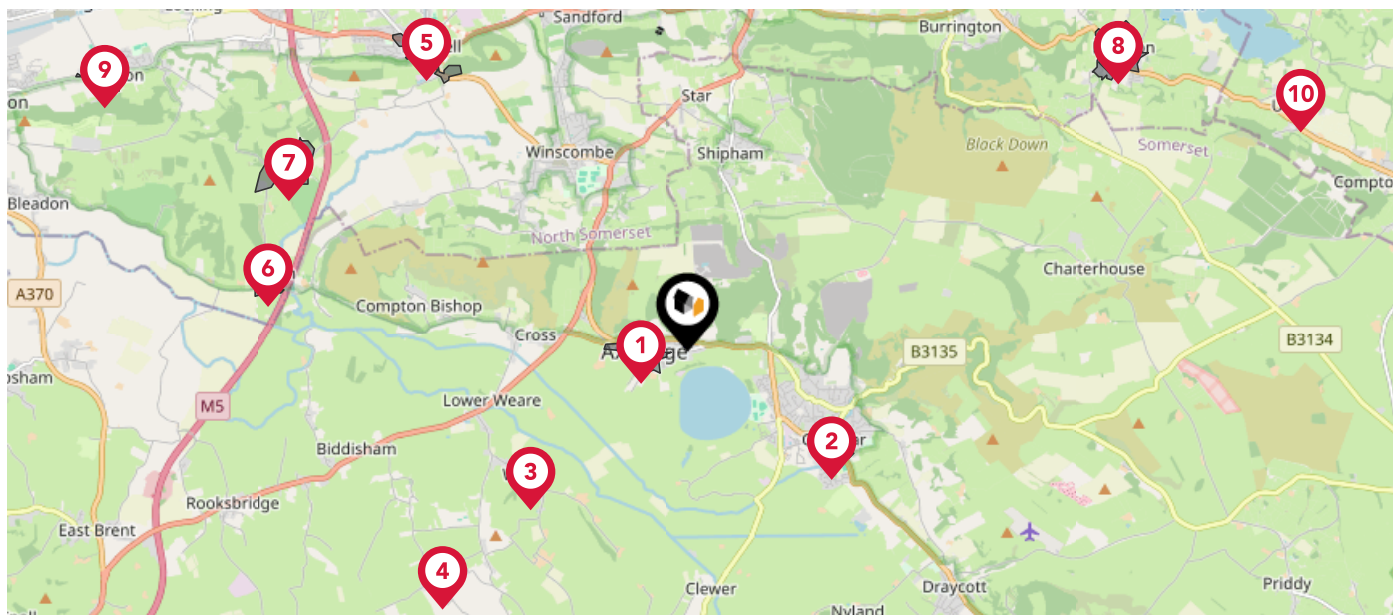 Sandford
Burrington
5
8
9
10
Star
Black Down
Somerset
Winscombe
Shipham
7
Compto
Bleadon
North Somerset
6
Charterhouse
A370
Compton Bishop
Cross
1
B3135
B3134
M5
Lower Weare
2
Biddisham
3
Rooksbridge
East Brent
4
Clewer
Draycott
Priddy
Nyland